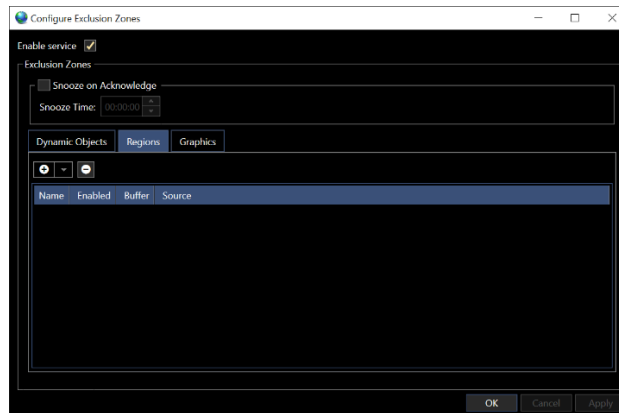 Configure Exclusion Zones
Enable service
Exclusion Zones
Snooze on Acknowledge
Snooze Time: 00:00:00
Dynamic Objects Regions Graphics
Name Enabled Buffer Source
OK Cancel Apply